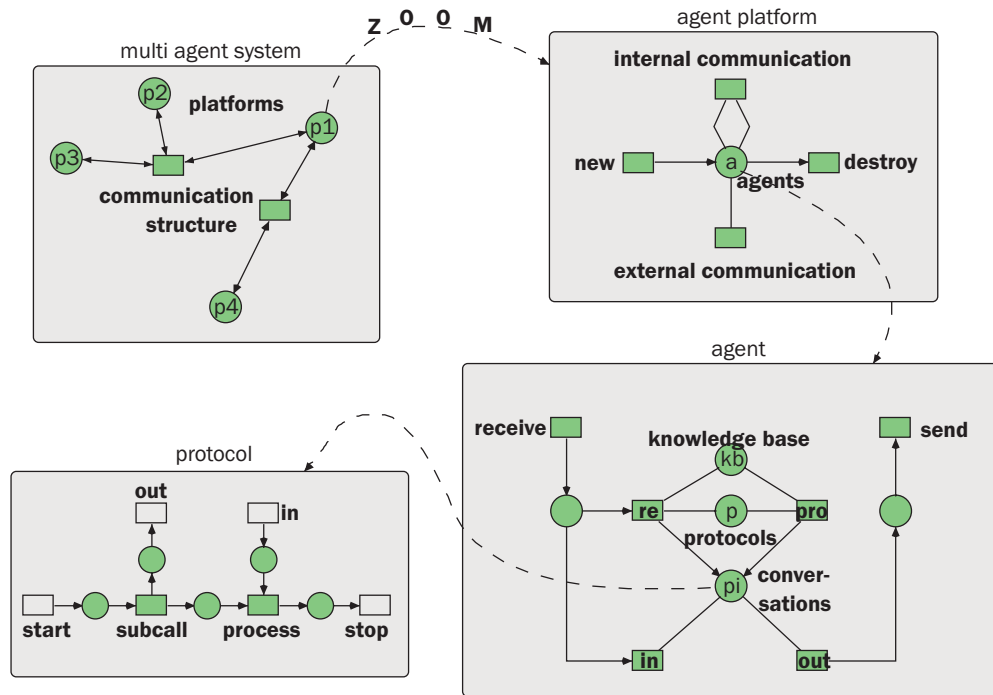 Z O O M
multi agent system
p2
platforms
p1
p3
communication
structure
p4
agent platform
internal communication
new
a
destroy
agents
external communication
agent
receive
knowledge base
send
kb
re
p
pro
protocols
pi
conver-
sations
in
out
protocol
out
in
start
subcall
process
stop